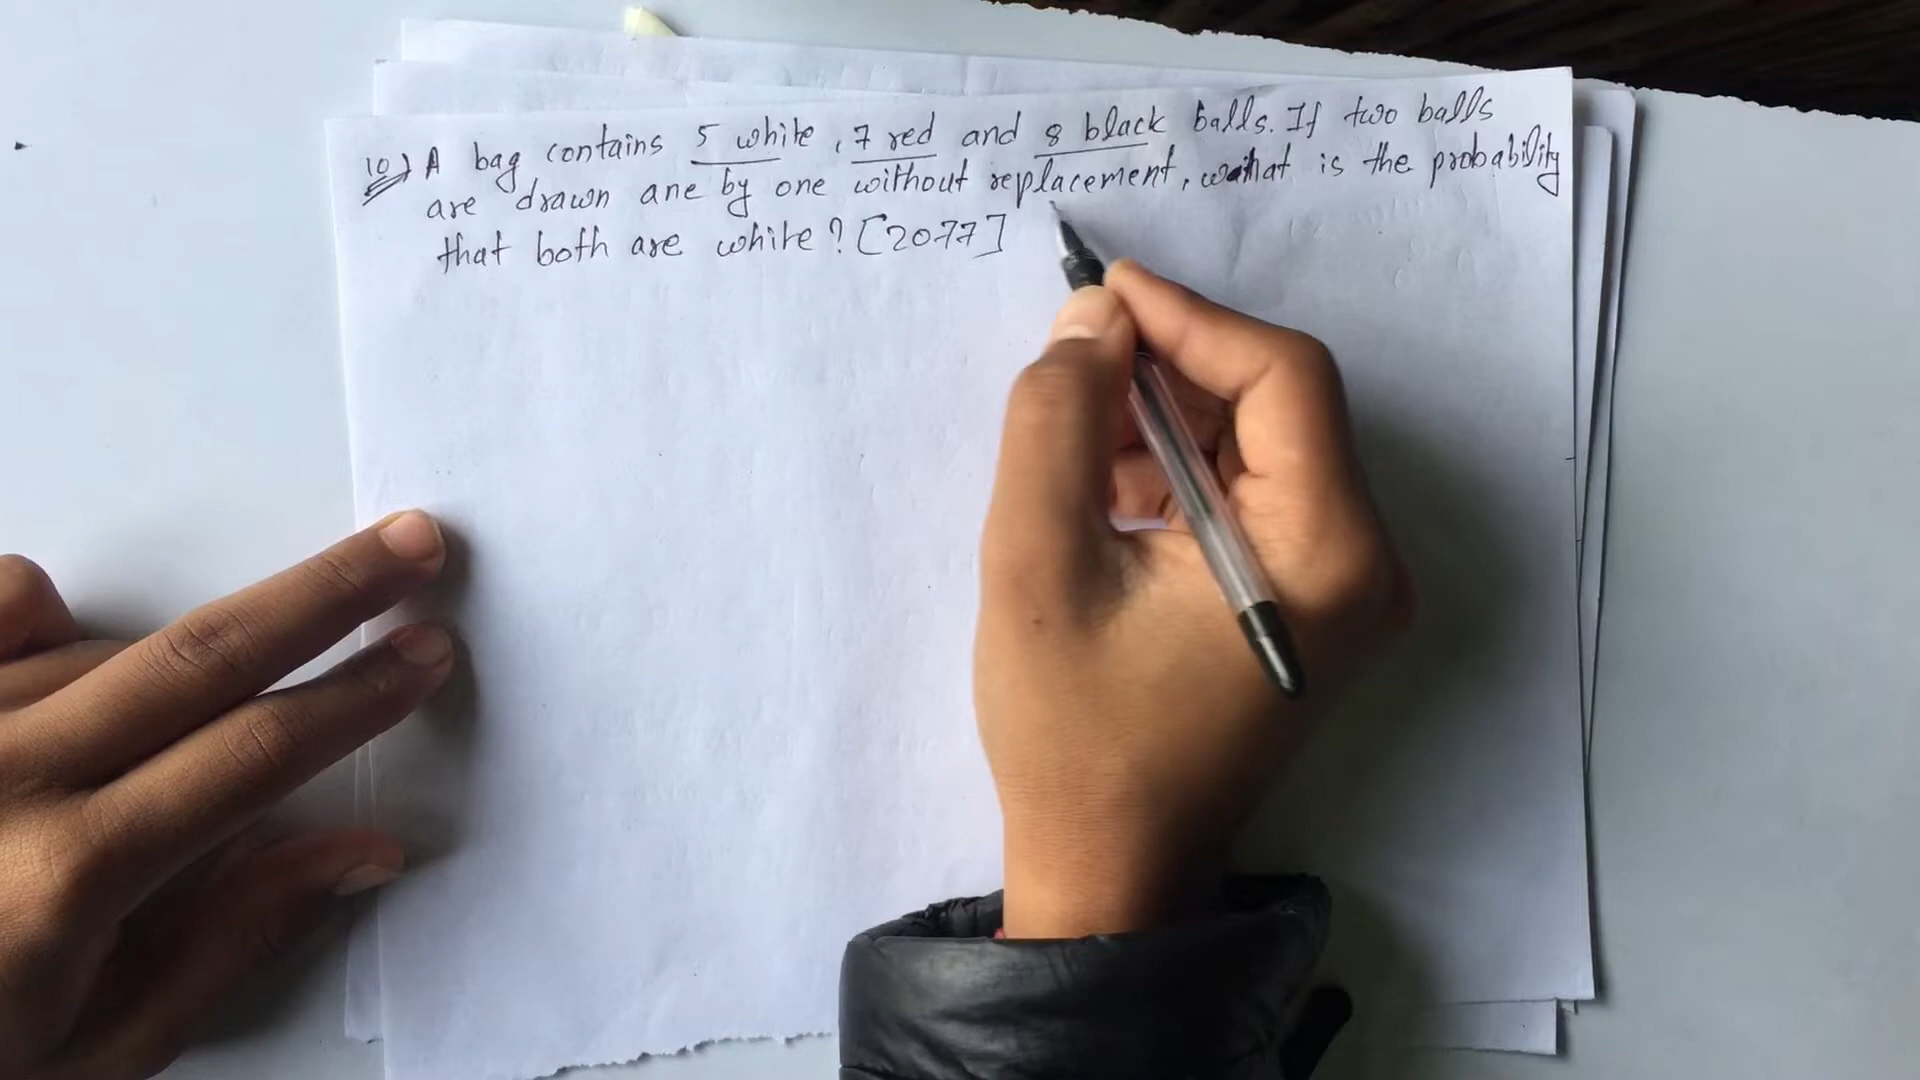 10) A bag contains 5 white, 7 red and 8 black balls. If two balls
are drawn ane by one without replacement, what is the probability
that both are white? [2077]